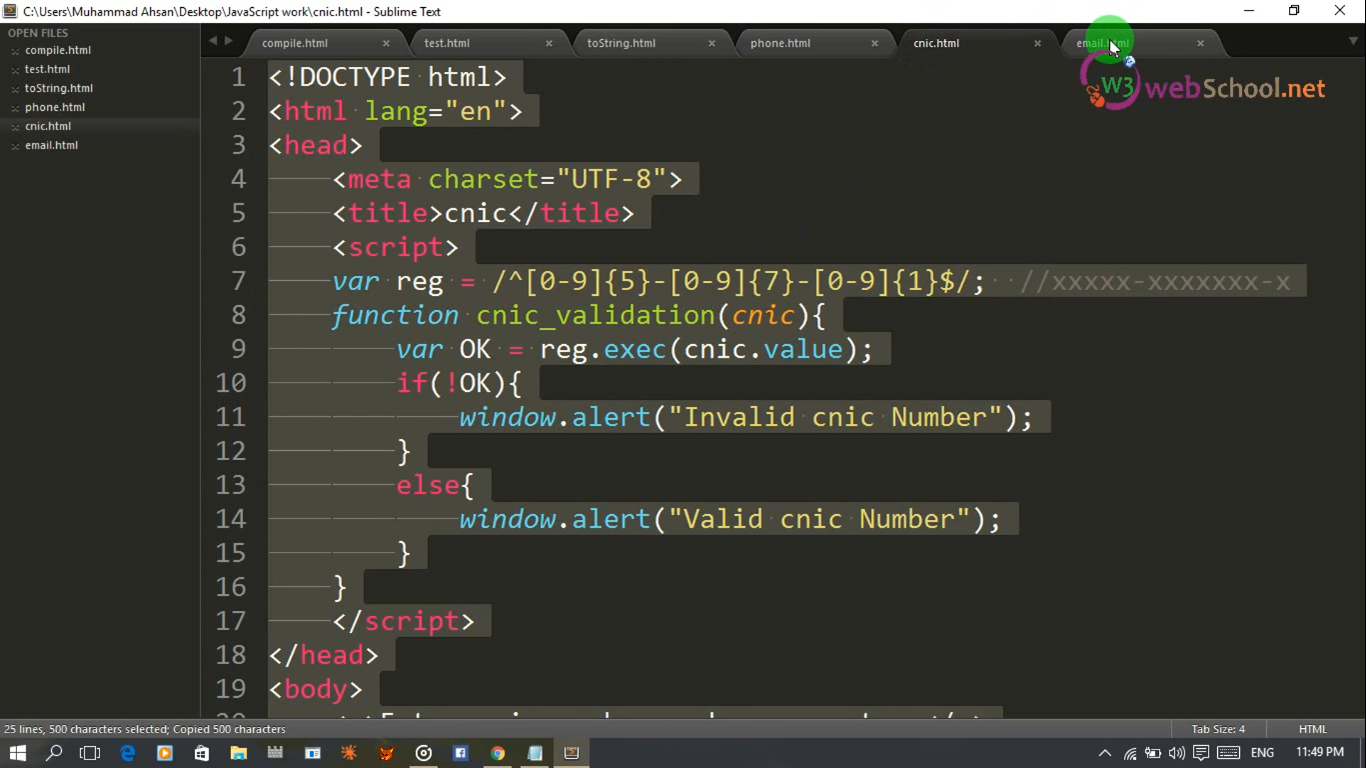 C:\Users\Muhammad Ahsan\Desktop\JavaScript work\cnic.html - Sublime Text
OPEN FILES
compile.html
test.html
toString.html
phone.html
cnic.html
email.html
compile.html
test.html
toString.html
phone.html
cnic.html
email.html
W3 webSchool.net
1 <!DOCTYPE html>
2 <html lang="en">
3 <head>
4 <meta charset="UTF-8">
5 <title>cnic</title>
6 <script>
7 var reg = /^[0-9]{5}-[0-9]{7}-[0-9]{1}$/; //xxxxx-xxxxxxx-x
8 function cnic_validation(cnic){
9 var OK = reg.exec(cnic.value);
10 if(!OK){
11 window.alert("Invalid cnic Number");
12 }
13 else{
14 window.alert("Valid cnic Number");
15 }
16 }
17 </script>
18 </head>
19 <body>
25 lines, 500 characters selected; Copied 500 characters
Tab Size: 4
HTML
ENG
11:49 PM